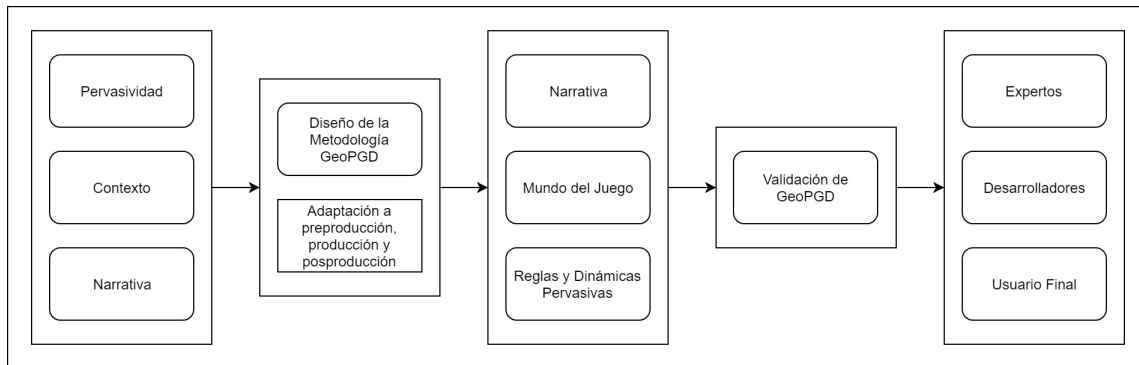 Pervasividad
Contexto
Narrativa
Diseño de la
Metodología
GeoPGD
Adaptación a
preproducción,
producción y
posproducción
Narrativa
Mundo del Juego
Reglas y Dinámicas
Pervasivas
Validación de
GeoPGD
Expertos
Desarrolladores
Usuario Final